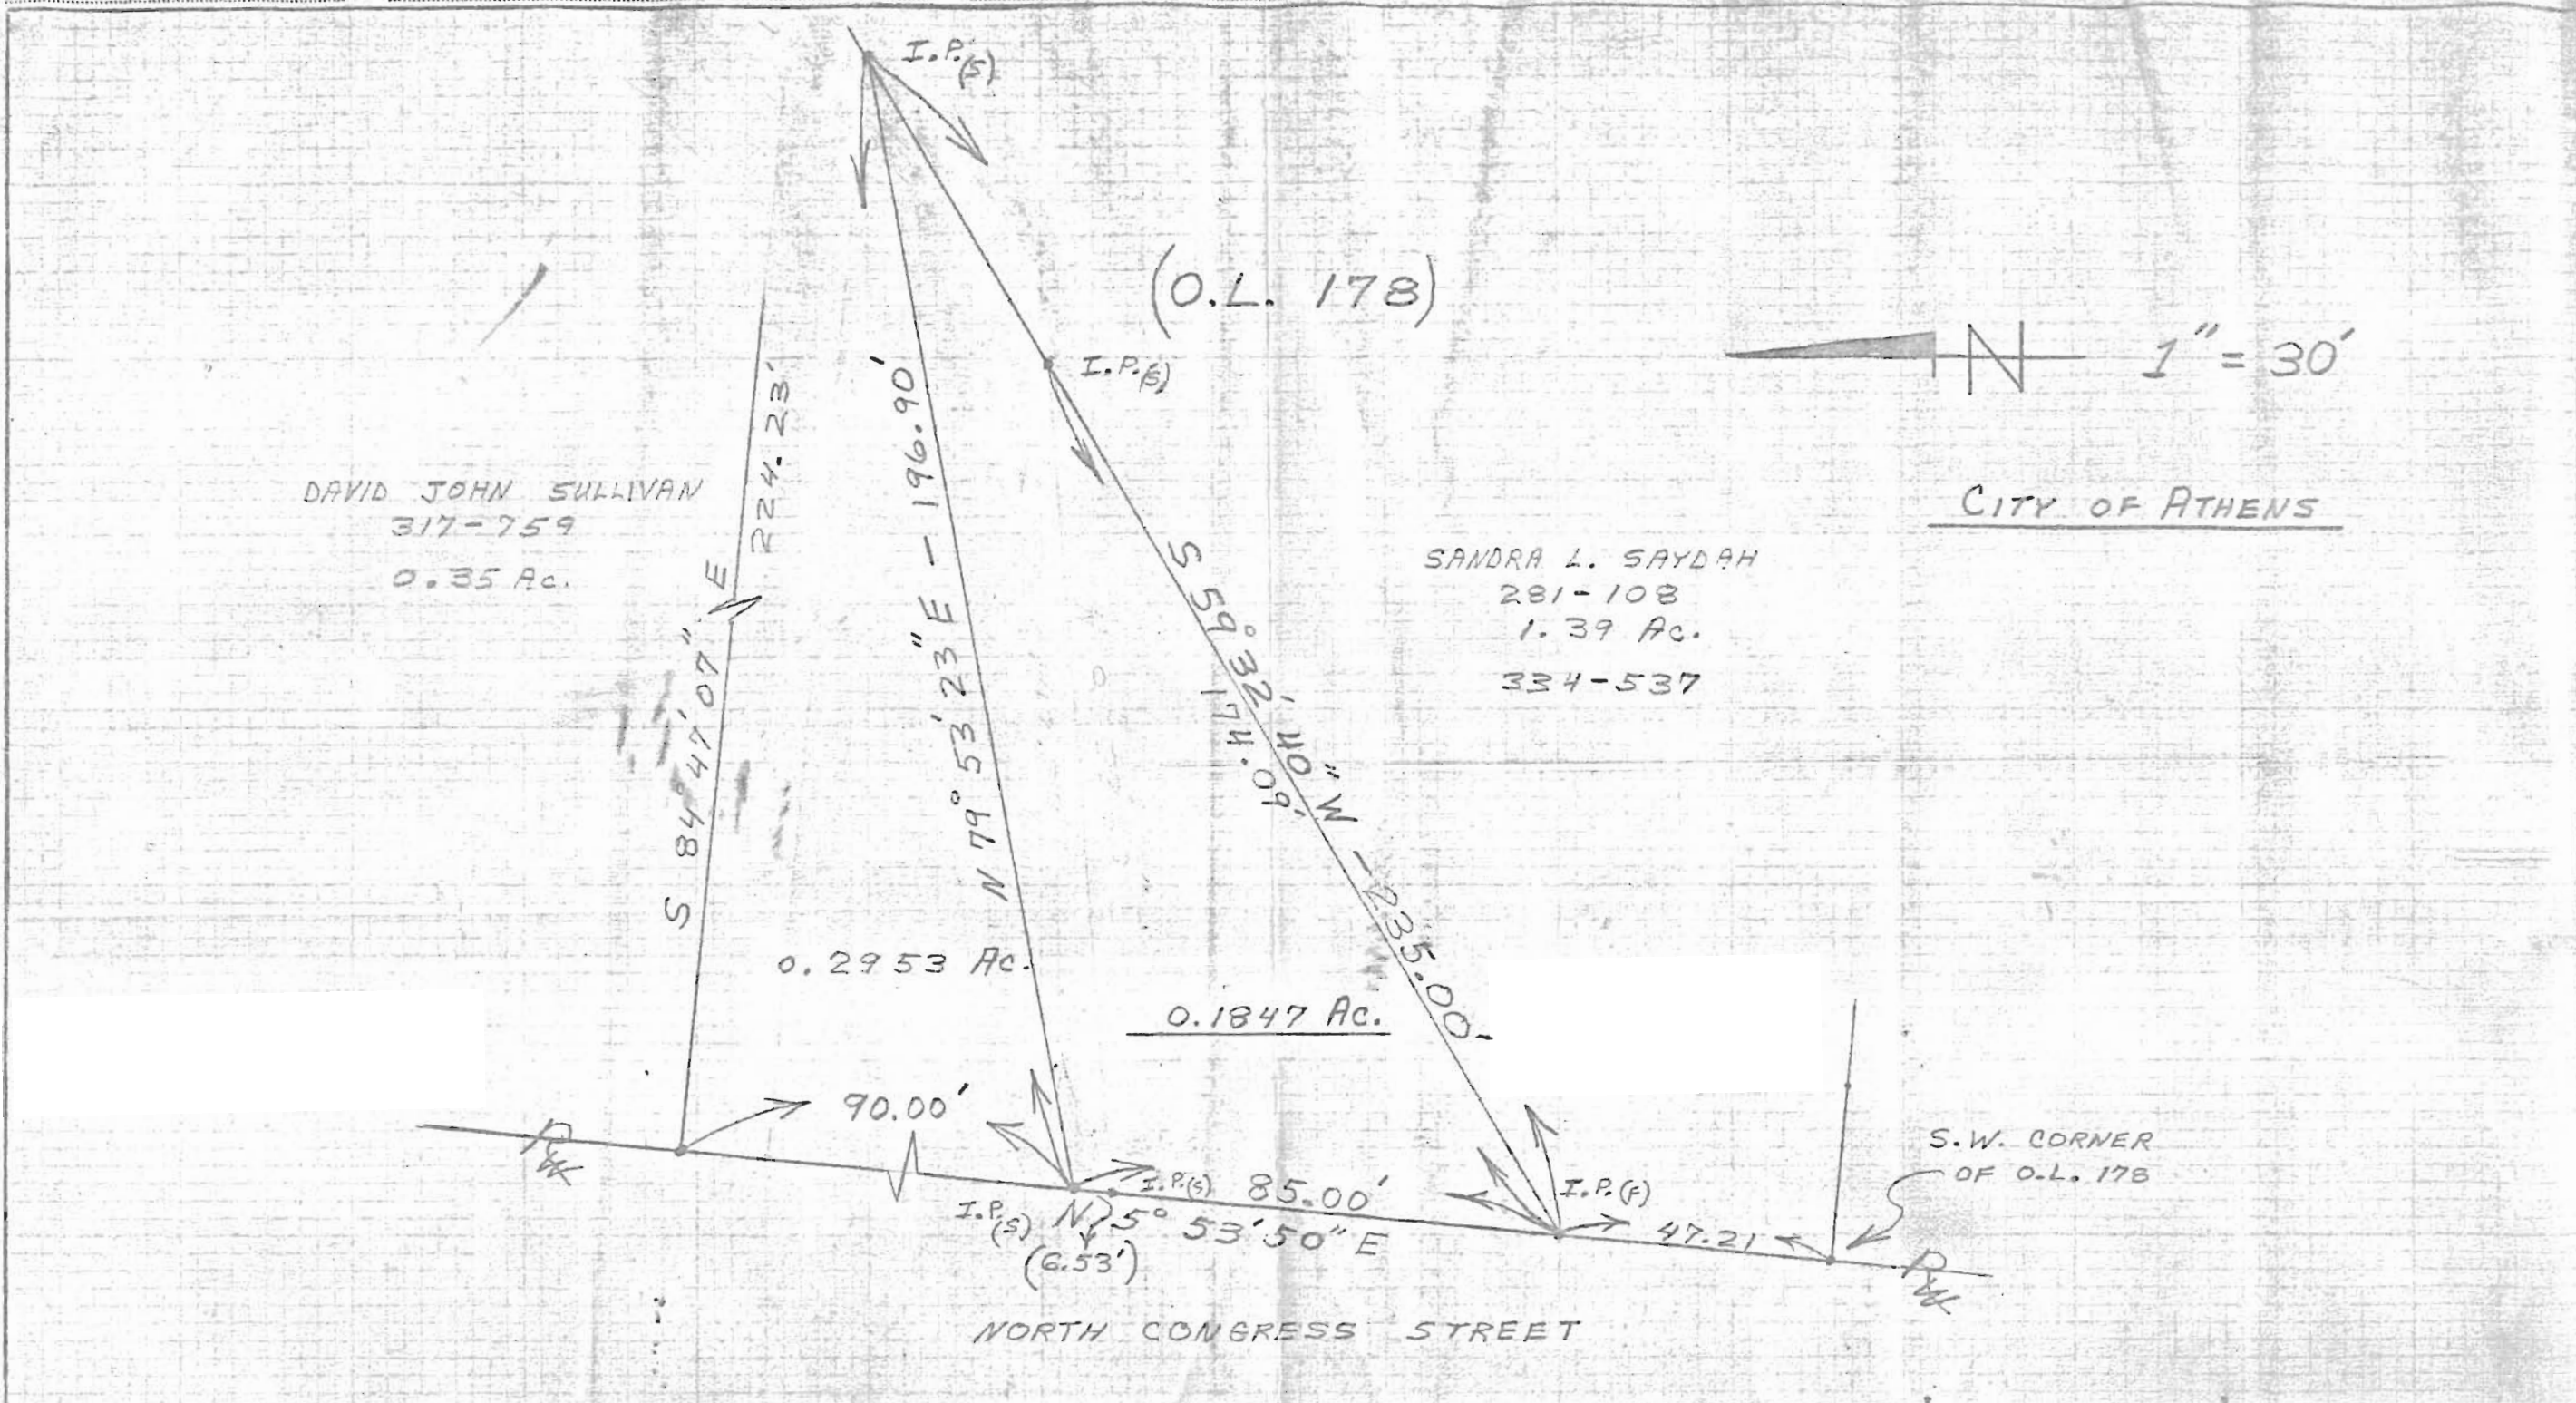 I.P.(S)
(O.L. 178)
I.P.(S)
N 1" = 30'
CITY OF ATHENS
DAVID JOHN SULLIVAN
317-759
0.35 Ac.
S 84° 47' 07" E
224.23'
N 79° 53' 23" E - 196.90'
S 59° 32' 40" W - 235.00-
171.09'
SANDRA L. SAYDAH
281-108
1.39 Ac.
334-537
0.2953 Ac.
0.1847 Ac.
90.00'
R/W
I.P.(S)
I.P.(S)
85.00'
N 5° 53' 50" E
(6.53')
I.P.(F)
47.21
S.W. CORNER
OF O.L. 178
R/W
NORTH CONGRESS STREET